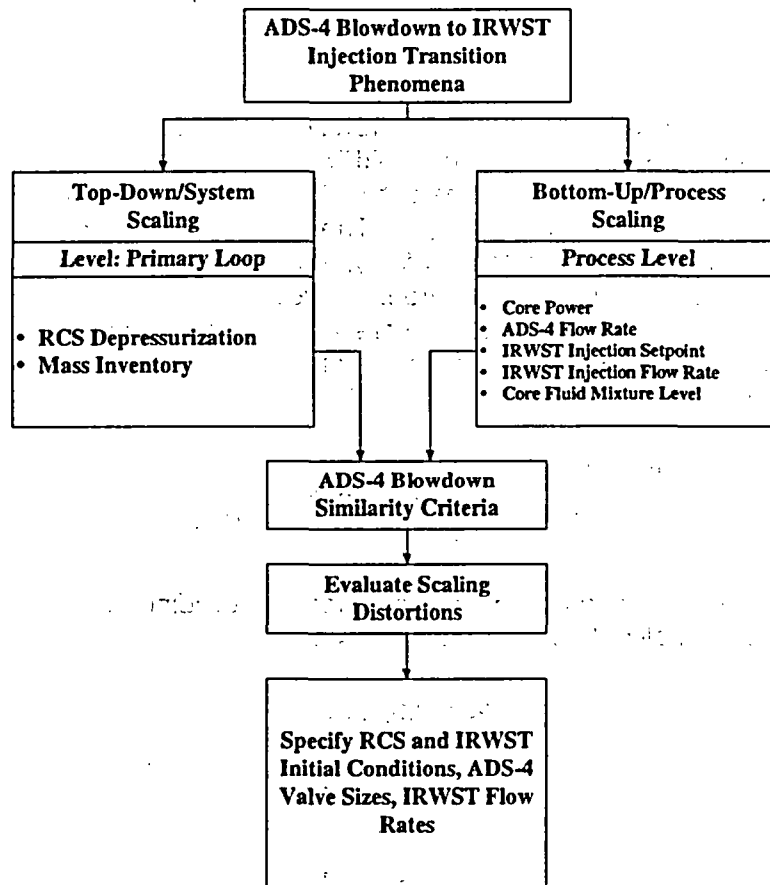 ADS-4 Blowdown to IRWST
Injection Transition
Phenomena
Top-Down/System
Scaling
Level: Primary Loop
• RCS Depressurization
• Mass Inventory
Bottom-Up/Process
Scaling
Process Level
• Core Power
• ADS-4 Flow Rate
• IRWST Injection Setpoint
• IRWST Injection Flow Rate
• Core Fluid Mixture Level
ADS-4 Blowdown
Similarity Criteria
Evaluate Scaling
Distortions
Specify RCS and IRWST
Initial Conditions, ADS-4
Valve Sizes, IRWST Flow
Rates